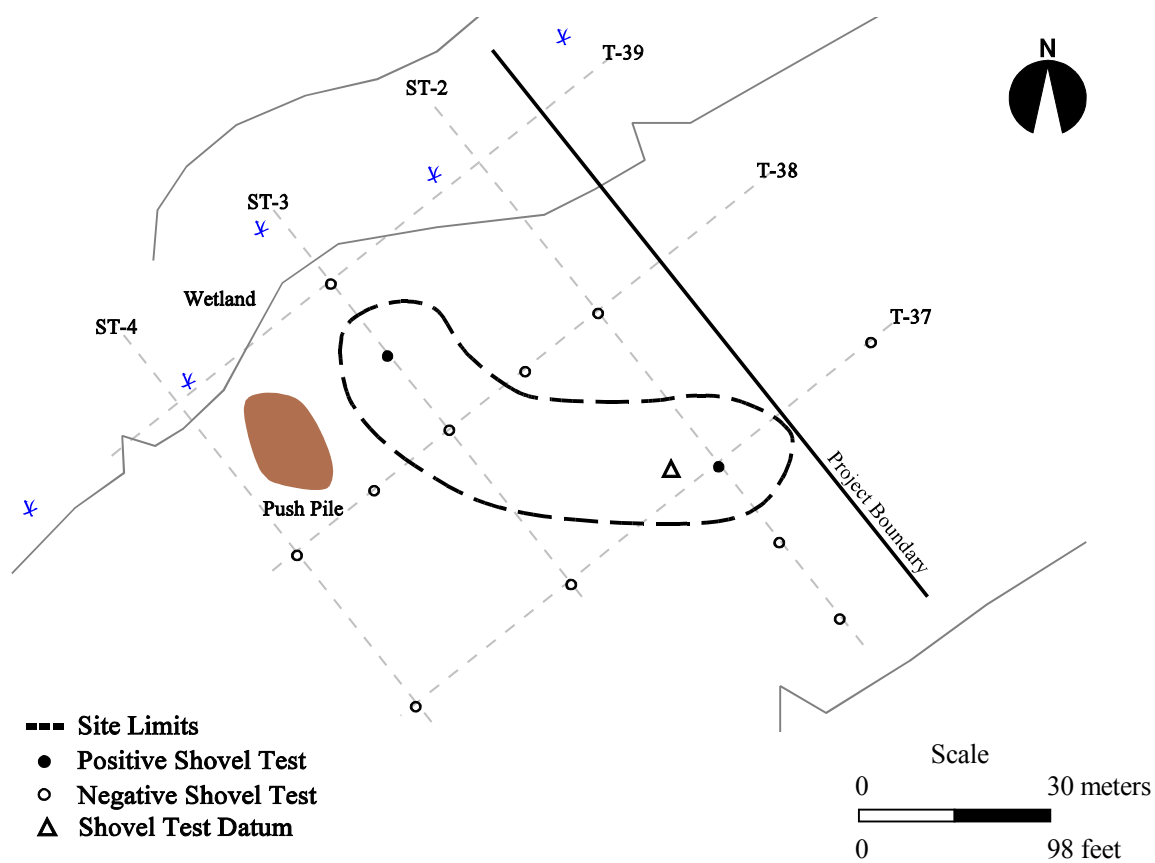 T-39
N
ST-2
T-38
ST-3
Wetland
T-37
ST-4
Project Boundary
Push Pile
Site Limits
Positive Shovel Test
Negative Shovel Test
Shovel Test Datum
Scale
0 30 meters
0 98 feet